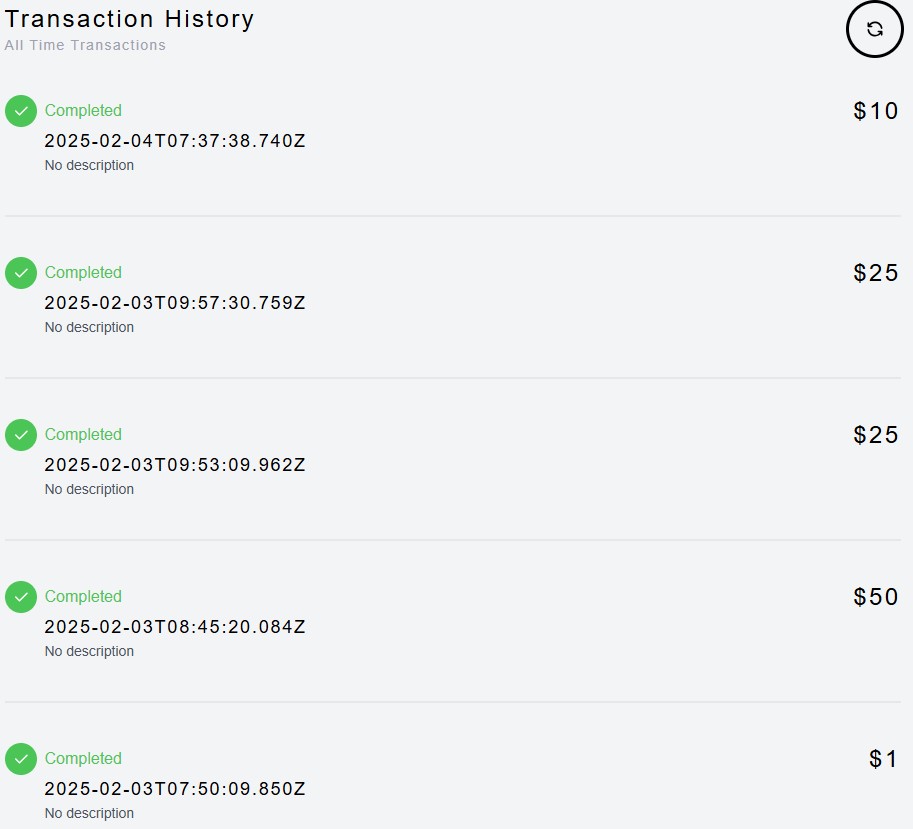 Transaction History
All Time Transactions
Completed
$10
2025-02-04T07:37:38.740Z
No description
Completed
$25
2025-02-03T09:57:30.759Z
No description
Completed
$25
2025-02-03T09:53:09.962Z
No description
Completed
$50
2025-02-03T08:45:20.084Z
No description
Completed
$1
2025-02-03T07:50:09.850Z
No description